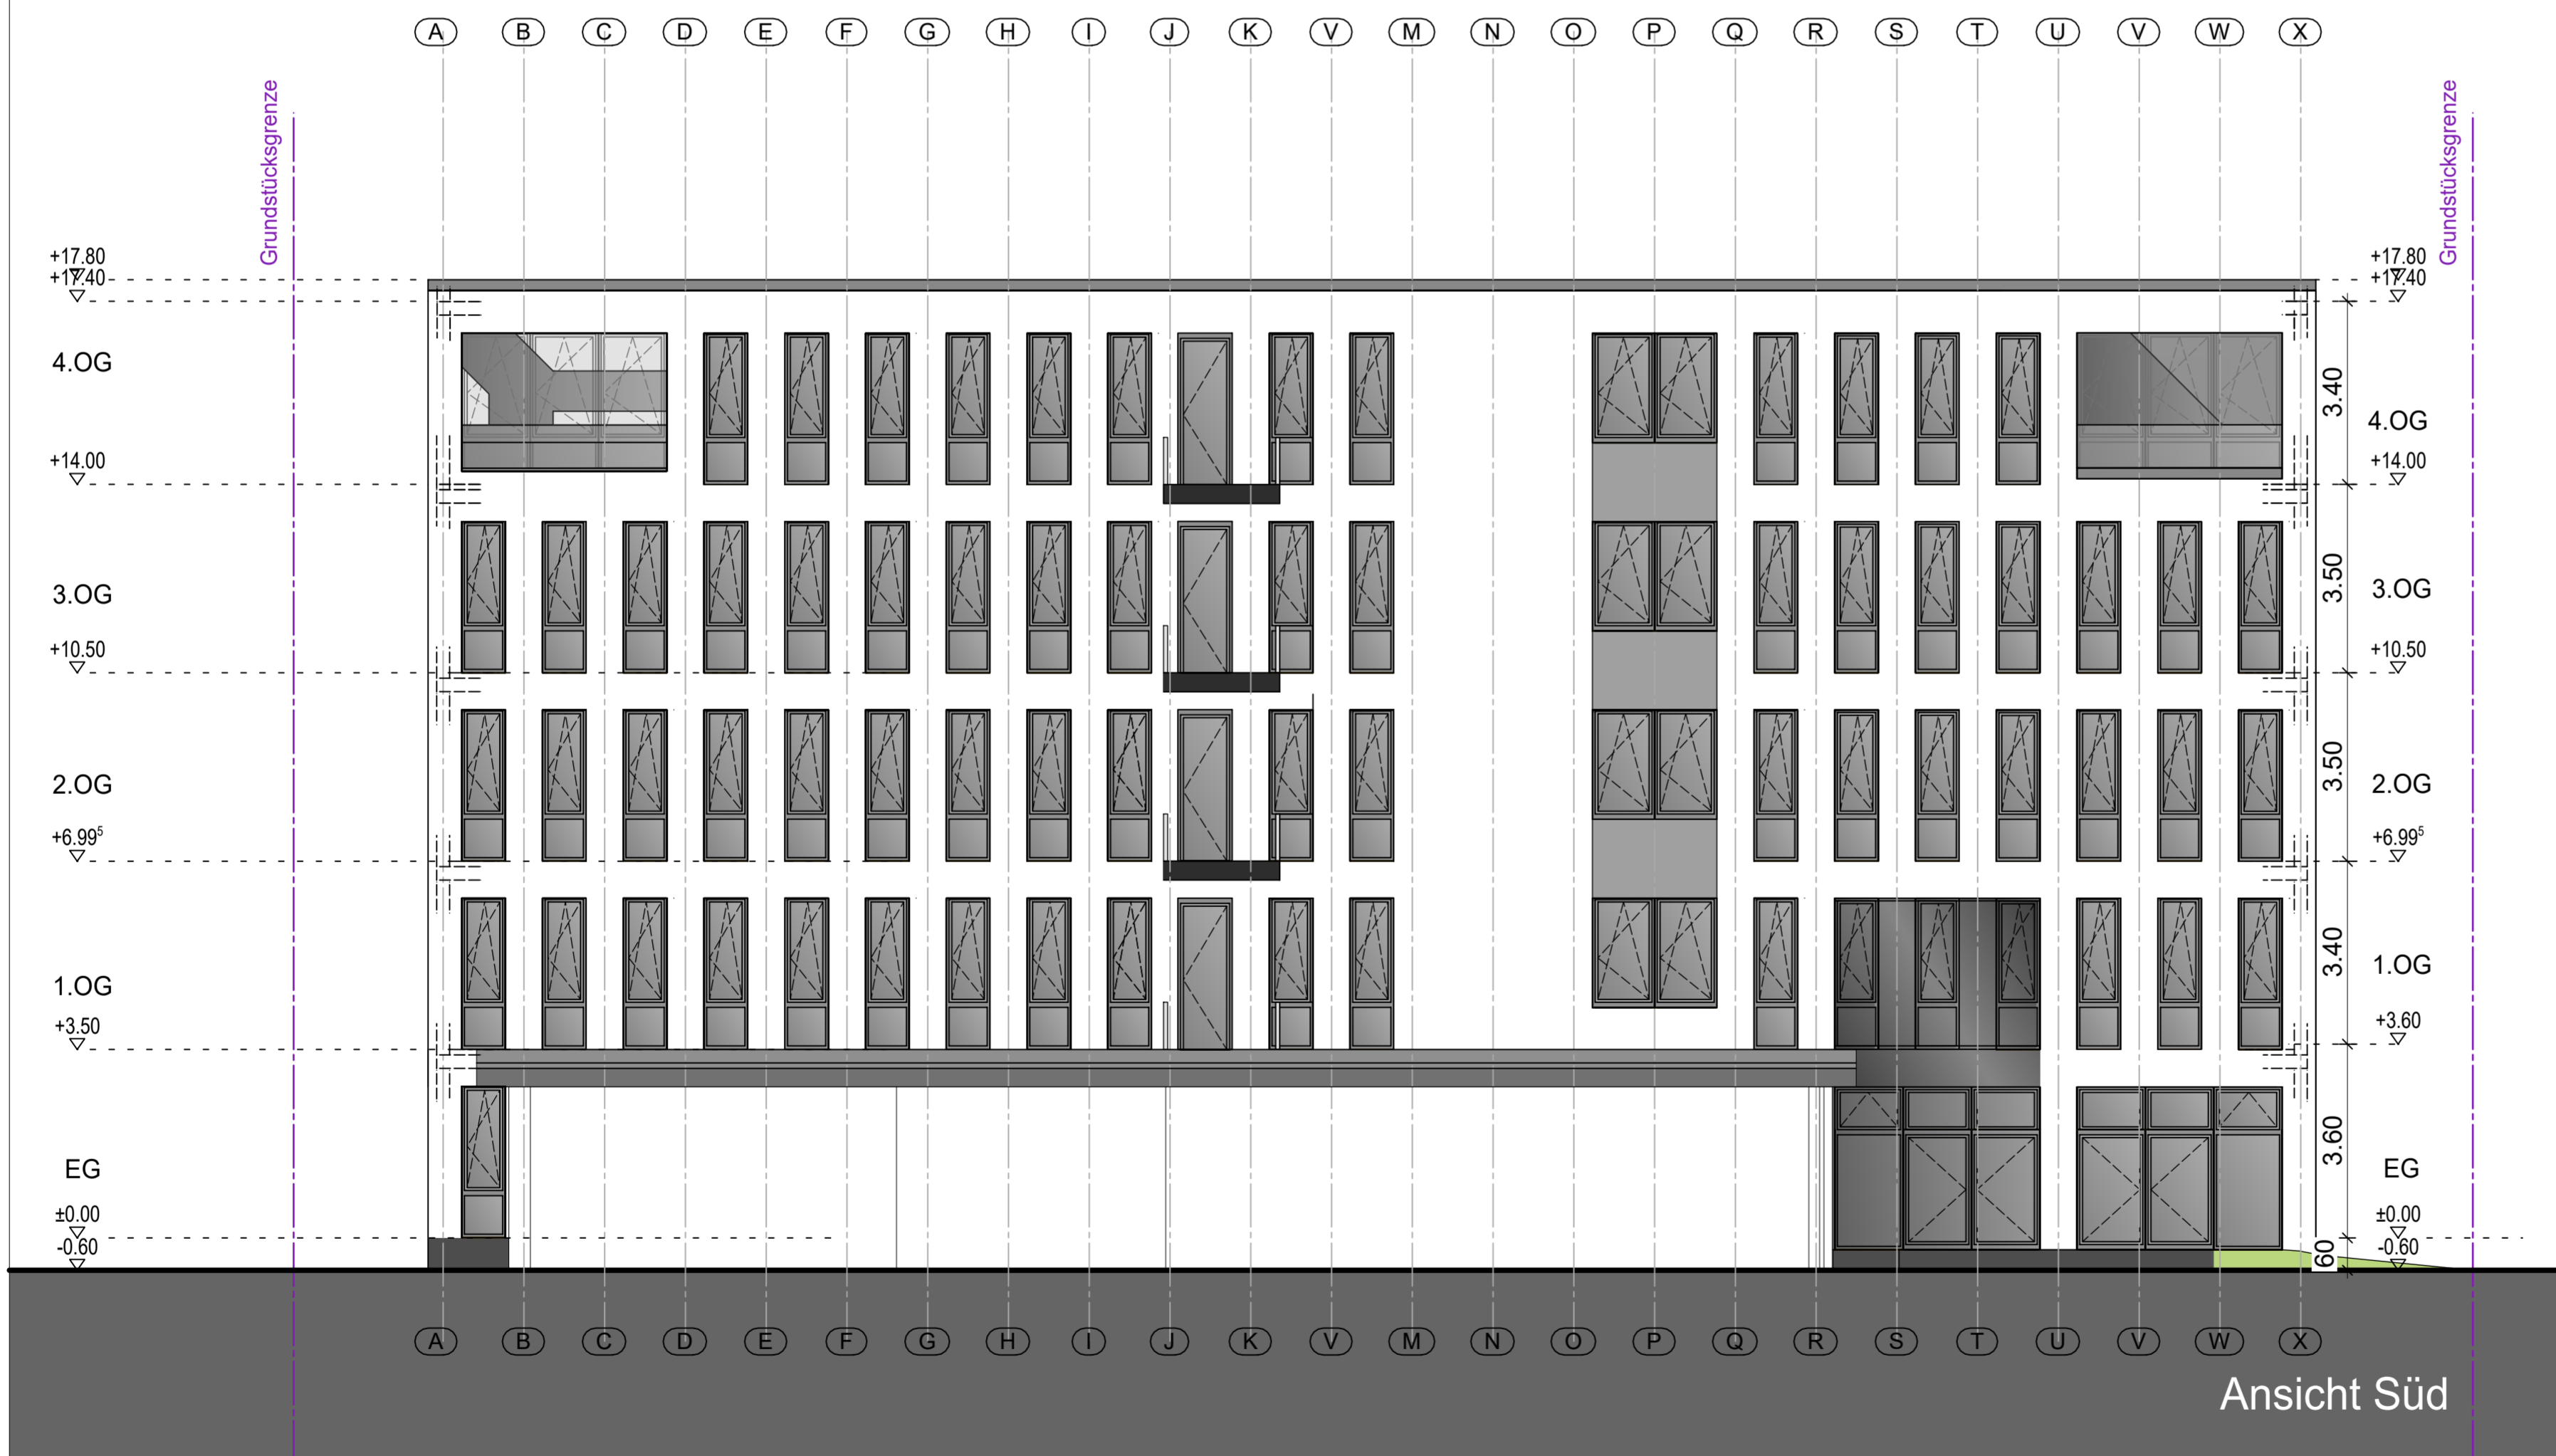 A B C D E F G H I J K V M N O P Q R S T U V W X
Grundstücksgrenze
Grundstücksgrenze
+17.80
+17.40
4.OG
+14.00
3.OG
+10.50
2.OG
+6.99⁵
1.OG
+3.50
EG
±0.00
-0.60
+17.80
+17.40
3.40
4.OG
+14.00
3.50
3.OG
+10.50
3.50
2.OG
+6.99⁵
3.40
1.OG
+3.60
3.60
EG
±0.00
-0.60
60
A B C D E F G H I J K V M N O P Q R S T U V W X
Ansicht Süd